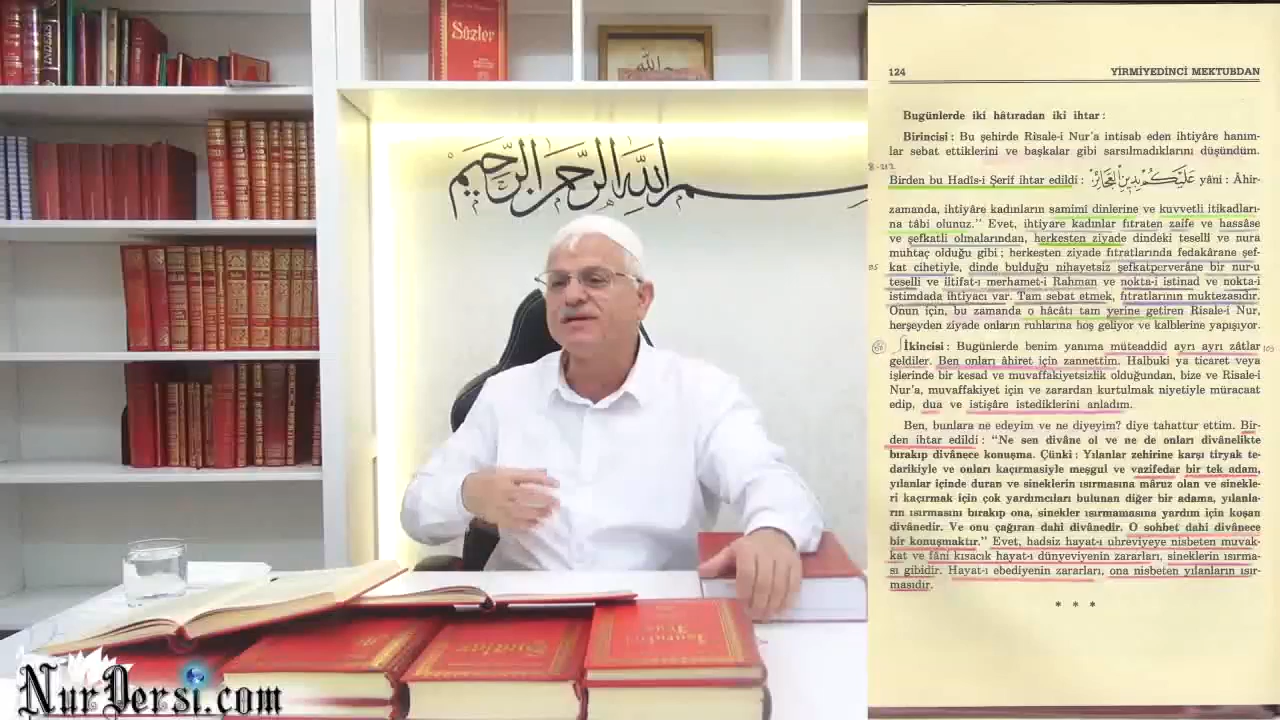 INDEKS
Sözler
بسم الله الرحمن الرحيم
124 YİRMİYEDİNCİ MEKTUBDAN
Bugünlerde iki hâtıradan iki ihtar :
Birincisi : Bu şehirde Risale-i Nur'a intisab eden ihtiyâre hanım-
lar sebat ettiklerini ve başkalar gibi sarsılmadıklarını düşündüm.
Birden bu Hadîs-i Şerif ihtar edildi : عَلَيْكُمْ بِدِينِ الْعَجَائِزِ yâni : Âhir-
zamanda, ihtiyâre kadınların samimî dinlerine ve kuvvetli itikadları-
na tâbi olunuz." Evet, ihtiyare kadınlar fıtraten zaife ve hassâse
ve şefkatli olmalarından, herkesten ziyade dindeki teselli ve nura
muhtaç olduğu gibi ; herkesten ziyade fıtratlarında fedakârane şef-
kat cihetiyle, dinde bulduğu nihayetsiz şefkatperverâne bir nur-u
teselli ve iltifat-ı merhamet-i Rahman ve nokta-i istinad ve nokta-i
istimdada ihtiyacı var. Tam sebat etmek, fıtratlarının muktezasıdır.
Onun için, bu zamanda o hâcâtı tam yerine getiren Risale-i Nur,
herşeyden ziyade onların ruhlarına hoş geliyor ve kalblerine yapışıyor.
İkincisi : Bugünlerde benim yanıma müteaddid ayrı ayrı zâtlar
geldiler. Ben onları âhiret için zannettim. Halbuki ya ticaret veya
işlerinde bir kesad ve muvaffakiyetsizlik olduğundan, bize ve Risale-i
Nur'a, muvaffakiyet için ve zarardan kurtulmak niyetiyle müracaat
edip, dua ve istişâre istediklerini anladım.
Ben, bunlara ne edeyim ve ne diyeyim? diye tahattur ettim. Bir-
den ihtar edildi : "Ne sen divâne ol ve ne de onları divânelikte
bırakıp divânece konuşma. Çünki : Yılanlar zehirine karşı tiryak te-
darikiyle ve onları kaçırmasiyle meşgul ve vazifedar bir tek adam,
yılanlar içinde duran ve sineklerin ısırmasına mâruz olan ve sinekle-
ri kaçırmak için çok yardımcıları bulunan diğer bir adama, yılanla-
rın ısırmasını bırakıp ona, sinekler ısırmamasına yardım için koşan
divânedir. Ve onu çağıran dahi divânedir. O sohbet dahi divânece
bir konuşmaktır." Evet, hadsiz hayat-ı uhreviyeye nisbeten muvak-
kat ve fâni kısacık hayat-ı dünyeviyenin zararları, sineklerin ısırma-
sı gibidir. Hayat-ı ebediyenin zararları, ona nisbeten yılanların ısır-
masıdır.
* * *
NurDersi.com